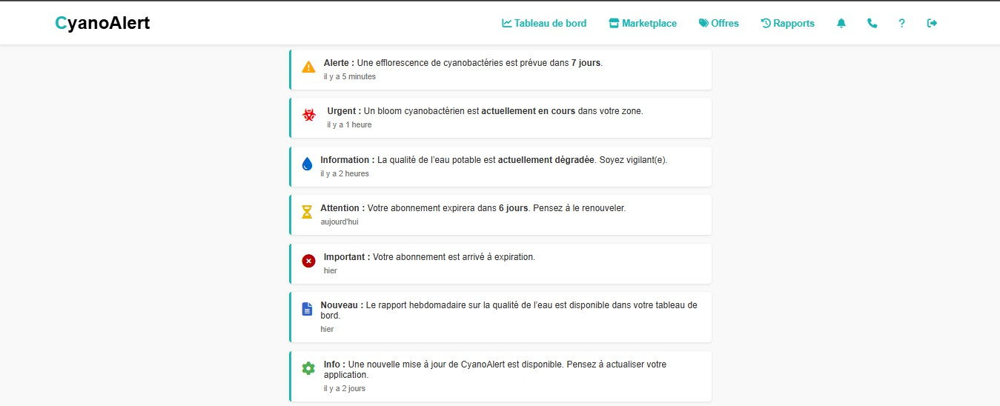 CyanoAlert
Tableau de bord
Marketplace
Offres
Rapports
?
Alerte : Une efflorescence de cyanobactéries est prévue dans 7 jours.
il y a 5 minutes
Urgent : Un bloom cyanobactérien est actuellement en cours dans votre zone.
il y a 1 heure
Information : La qualité de l'eau potable est actuellement dégradée. Soyez vigilant(e).
il y a 2 heures
Attention : Votre abonnement expirera dans 6 jours. Pensez à le renouveler.
aujourd'hui
Important : Votre abonnement est arrivé à expiration.
hier
Nouveau : Le rapport hebdomadaire sur la qualité de l'eau est disponible dans votre tableau de
bord.
hier
Info : Une nouvelle mise à jour de CyanoAlert est disponible. Pensez à actualiser votre
application.
il y a 2 jours